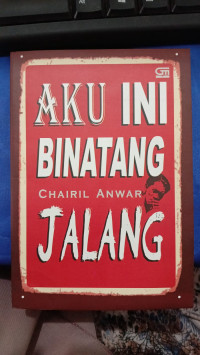 AKU INI
BINATANG
CHAIRIL ANWAR
JALANG